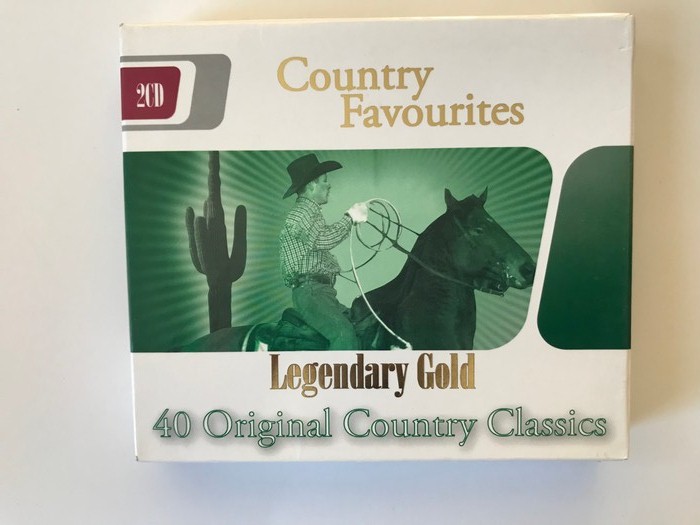 2CD
Country
Favourites
Legendary Gold
40 Original Country Classics